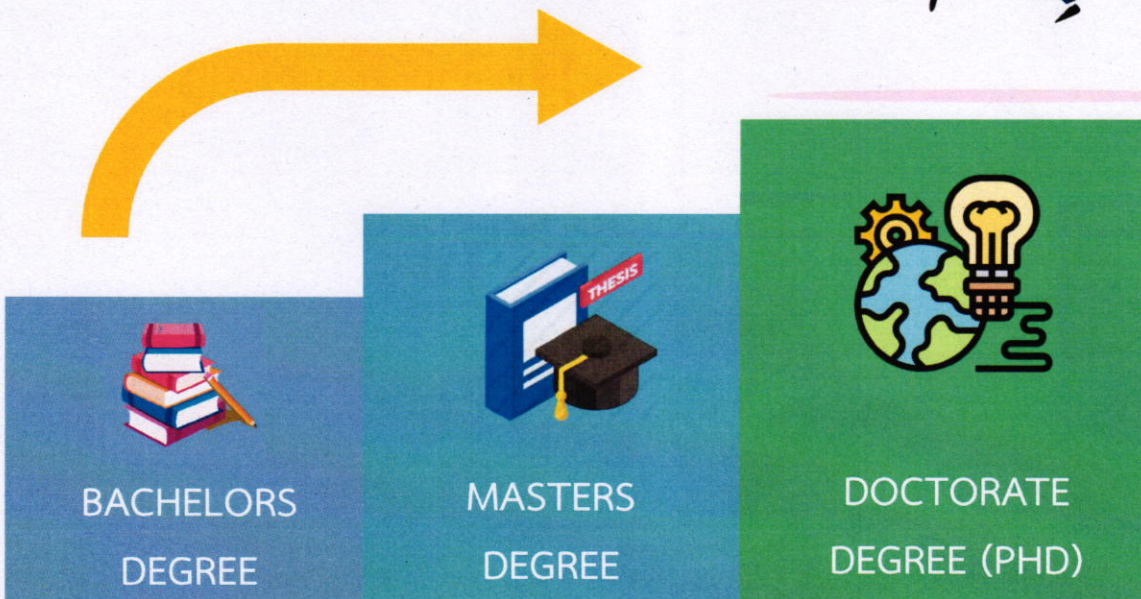 THESIS
BACHELORS
DEGREE
MASTERS
DEGREE
DOCTORATE
DEGREE (PHD)